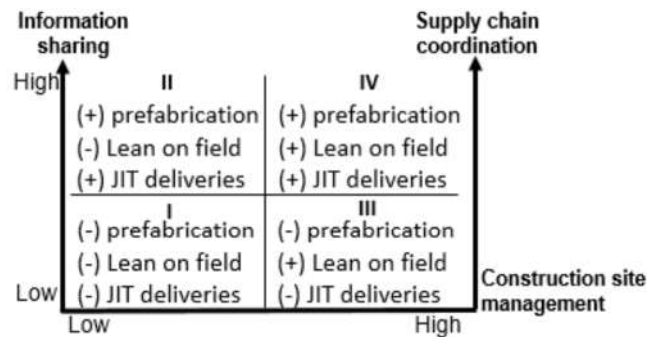 Information
sharing
Supply chain
coordination
High
II
(+) prefabrication
(-) Lean on field
(+) JIT deliveries
IV
(+) prefabrication
(+) Lean on field
(+) JIT deliveries
I
(-) prefabrication
(-) Lean on field
(-) JIT deliveries
III
(-) prefabrication
(+) Lean on field
(-) JIT deliveries
Low
Construction site
management
Low
High